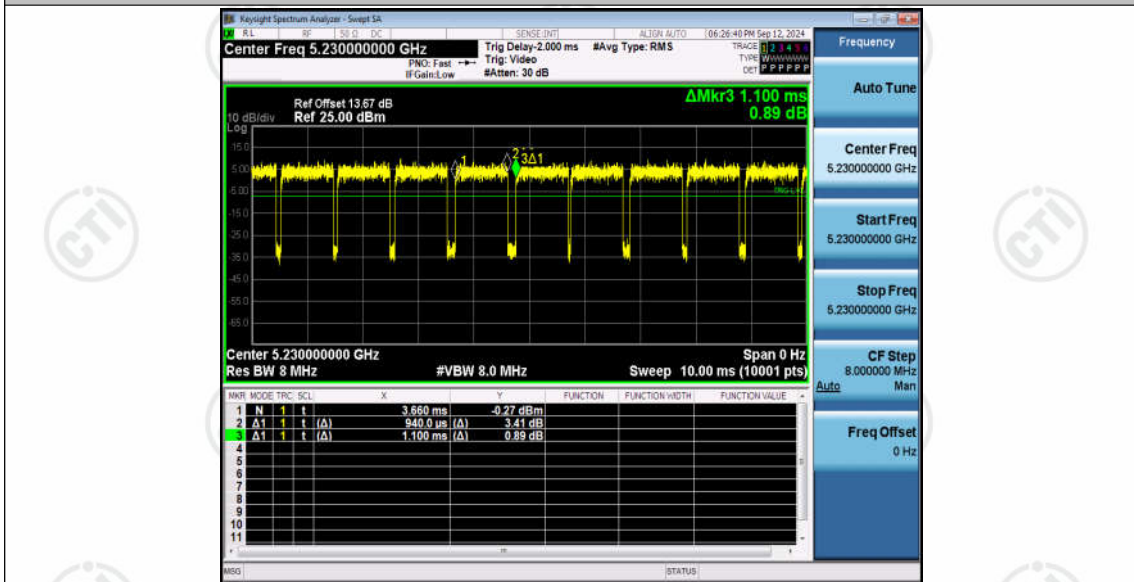 Keysight Spectrum Analyzer - Swept SA
RL RF 50 Ω DC SENSE:INT ALIGN AUTO 06:26:40 PM Sep 12, 2024
Center Freq 5.230000000 GHz
PNO: Fast
IFGain:Low
Trig Delay-2.000 ms
Trig: Video
#Atten: 30 dB
#Avg Type: RMS
TRACE 1 2 3 4 5 6
TYPE
DET P P P P P P
Frequency
Auto Tune
Ref Offset 13.67 dB
10 dB/div Ref 25.00 dBm
Log
ΔMkr3 1.100 ms
0.89 dB
15.0
5.00
-5.00
-15.0
-25.0
-35.0
-45.0
-55.0
-65.0
1
2
3Δ1
Center Freq
5.230000000 GHz
Start Freq
5.230000000 GHz
Stop Freq
5.230000000 GHz
CF Step
8.000000 MHz
Auto Man
Freq Offset
0 Hz
Center 5.230000000 GHz Span 0 Hz
Res BW 8 MHz #VBW 8.0 MHz Sweep 10.00 ms (10001 pts)
MKR MODE TRC SCL X Y FUNCTION FUNCTION WIDTH FUNCTION VALUE
1 N 1 t 3.660 ms -0.27 dBm
2 Δ1 1 t (Δ) 940.0 µs (Δ) 3.41 dB
3 Δ1 1 t (Δ) 1.100 ms (Δ) 0.89 dB
4
5
6
7
8
9
10
11
MSG STATUS
CTI
CTI